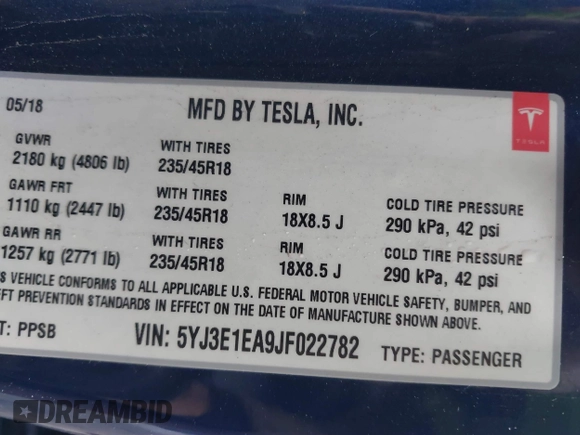 05/18 MFD BY TESLA, INC.
TESLA
GVWR WITH TIRES
2180 kg (4806 lb) 235/45R18
GAWR FRT WITH TIRES RIM COLD TIRE PRESSURE
1110 kg (2447 lb) 235/45R18 18X8.5 J 290 kPa, 42 psi
GAWR RR WITH TIRES RIM COLD TIRE PRESSURE
1257 kg (2771 lb) 235/45R18 18X8.5 J 290 kPa, 42 psi
S VEHICLE CONFORMS TO ALL APPLICABLE U.S. FEDERAL MOTOR VEHICLE SAFETY, BUMPER, AND
EFT PREVENTION STANDARDS IN EFFECT ON THE DATE OF MANUFACTURE SHOWN ABOVE.
T: PPSB VIN: 5YJ3E1EA9JF022782 TYPE: PASSENGER
DREAMBID